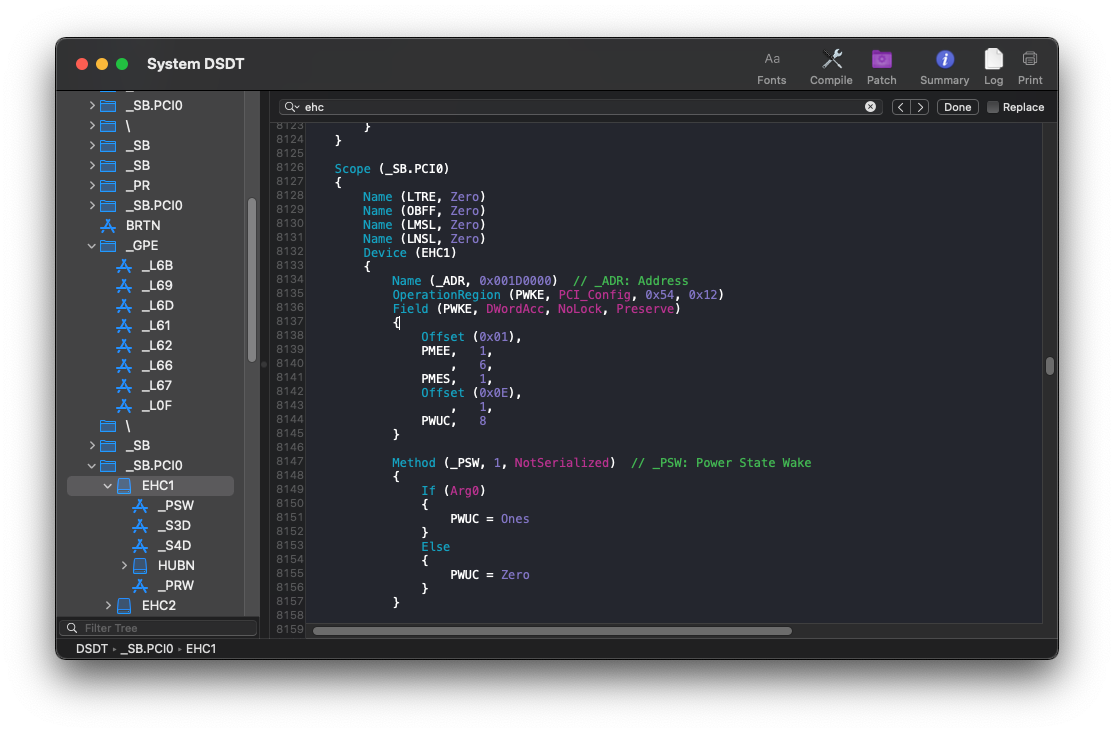 System DSDT
Aa
Fonts
Compile
Patch
Summary
Log
Print
_SB.PCI0
\
_SB
_SB
_PR
_SB.PCI0
BRTN
_GPE
_L6B
_L69
_L6D
_L61
_L62
_L66
_L67
_L0F
\
_SB
_SB.PCI0
EHC1
_PSW
_S3D
_S4D
HUBN
_PRW
EHC2
Filter Tree
DSDT _SB.PCI0 EHC1
ehc
Done
Replace
8123 }
8124 }
8125
8126 Scope (_SB.PCI0)
8127 {
8128 Name (LTRE, Zero)
8129 Name (OBFF, Zero)
8130 Name (LMSL, Zero)
8131 Name (LNSL, Zero)
8132 Device (EHC1)
8133 {
8134 Name (_ADR, 0x001D0000)  // _ADR: Address
8135 OperationRegion (PWKE, PCI_Config, 0x54, 0x12)
8136 Field (PWKE, DWordAcc, NoLock, Preserve)
8137 {
8138 Offset (0x01),
8139 PMEE,   1,
8140 ,   6,
8141 PMES,   1,
8142 Offset (0x0E),
8143 ,   1,
8144 PWUC,   8
8145 }
8146
8147 Method (_PSW, 1, NotSerialized)  // _PSW: Power State Wake
8148 {
8149 If (Arg0)
8150 {
8151 PWUC = Ones
8152 }
8153 Else
8154 {
8155 PWUC = Zero
8156 }
8157 }
8158
8159